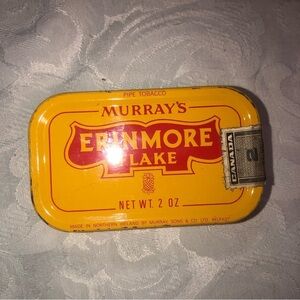 PIPE TOBACCO
MURRAY'S
ERINMORE
FLAKE
NET WT. 2 OZ
MADE IN NORTHERN IRELAND BY MURRAY SONS & CO LTD. BELFAST
CANADA
2